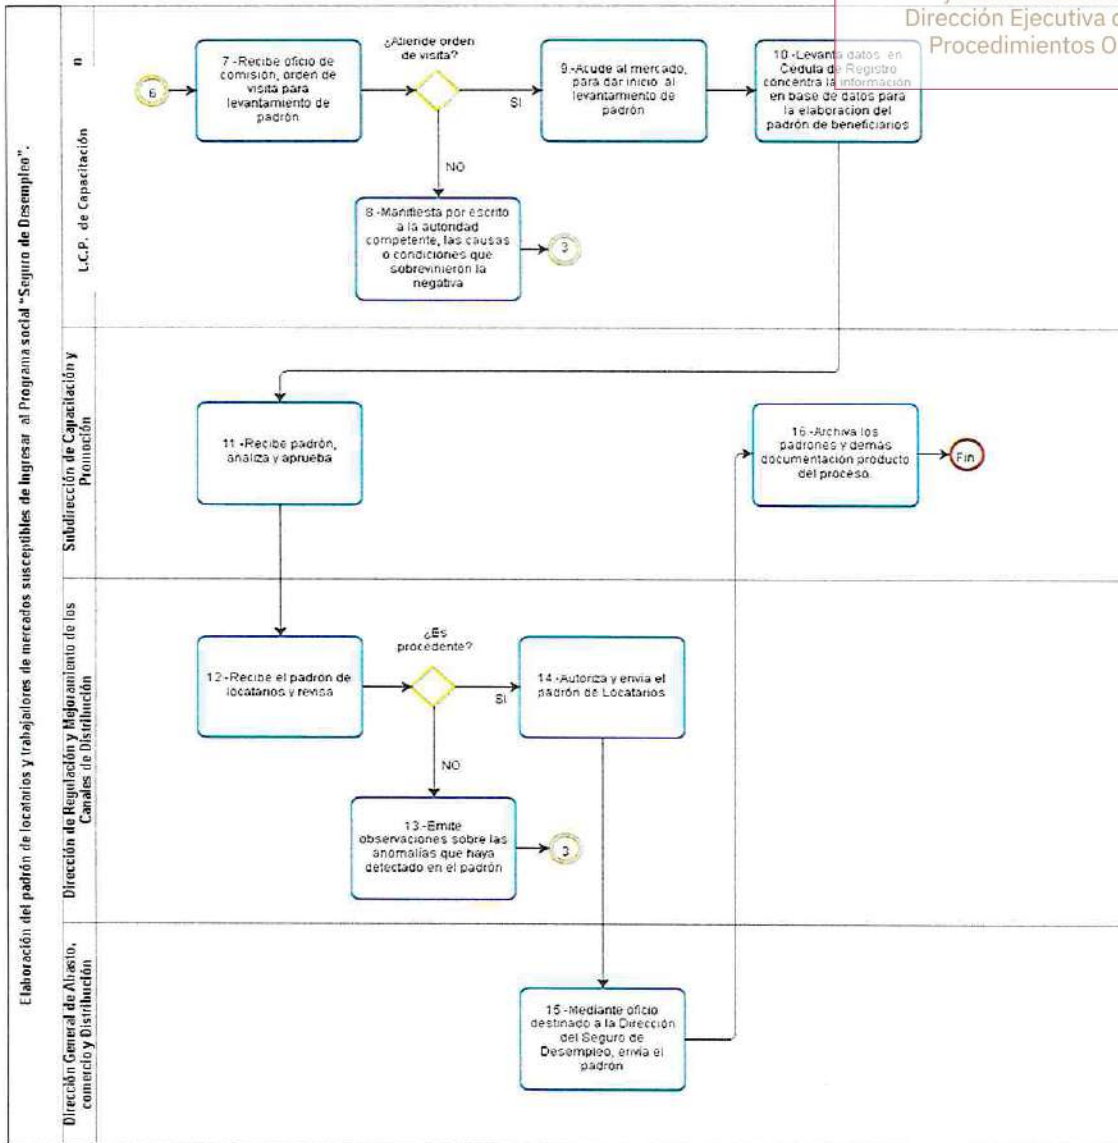 Dirección Ejecutiva
Procedimientos O
Elaboración del padrón de locatarios y trabajadores de mercados susceptibles de Ingresar al Programa social "Seguro de Desempleo".
n
L.C.P. de Capacitación
6
7.-Recibe oficio de
comisión, orden de
visita para
levantamiento de
padrón
¿Atiende orden
de visita?
SI
NO
9.-Acude al mercado,
para dar inicio al
levantamiento de
padrón
10.-Levanta datos en
Cédula de Registro
concentra la información
en base de datos para
la elaboración del
padrón de beneficiarios
8.-Manifiesta por escrito
a la autoridad
competente, las causas
o condiciones que
sobrevinieron la
negativa
3
Subdirección de Capacitación y
Promoción
11.-Recibe padrón,
analiza y aprueba
16.-Archiva los
padrones y demás
documentación producto
del proceso.
Fin
Dirección de Regulación y Mejoramiento de los
Canales de Distribución
12.-Recibe el padrón de
locatarios y revisa
¿Es
procedente?
SI
NO
14.-Autoriza y envía el
padrón de Locatarios
13.-Emite
observaciones sobre las
anomalías que haya
detectado en el padrón
3
Dirección General de Abasto,
comercio y Distribución
15.-Mediante oficio
destinado a la Dirección
del Seguro de
Desempleo, envía el
padrón